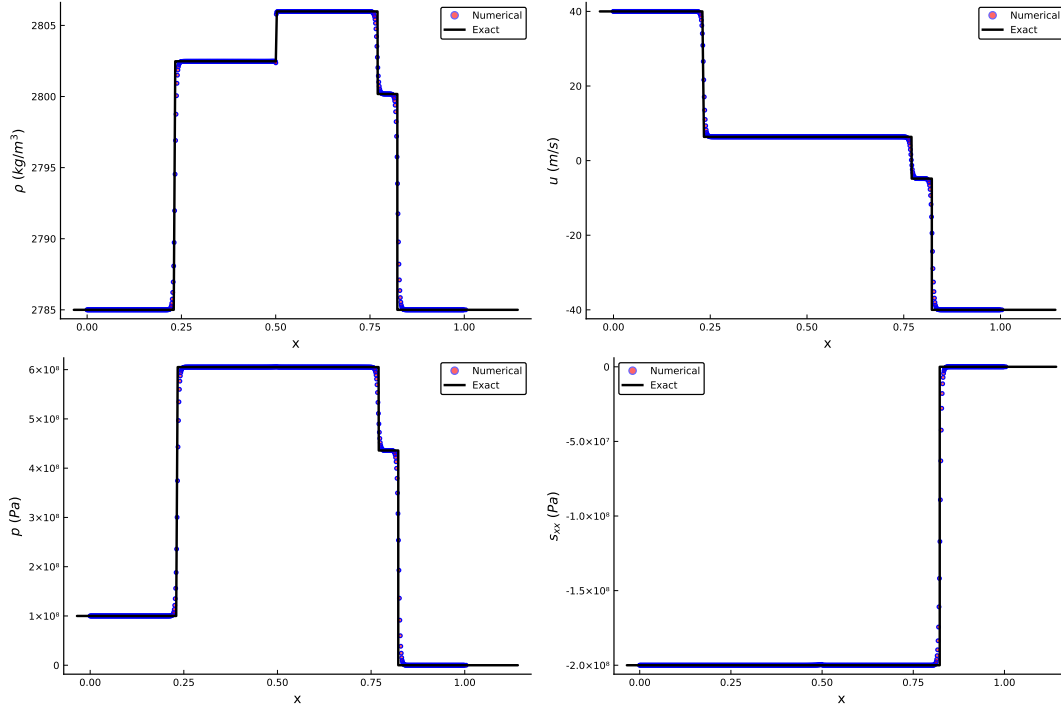 2805
2800
2795
2790
2785
ρ (kg/m³)
0.00
0.25
0.50
0.75
1.00
x
Numerical
Exact
40
20
0
-20
-40
u (m/s)
0.00
0.25
0.50
0.75
1.00
x
Numerical
Exact
6×10⁸
5×10⁸
4×10⁸
3×10⁸
2×10⁸
1×10⁸
0
p (Pa)
0.00
0.25
0.50
0.75
1.00
x
Numerical
Exact
0
-5.0×10⁷
-1.0×10⁸
-1.5×10⁸
-2.0×10⁸
sₓₓ (Pa)
0.00
0.25
0.50
0.75
1.00
x
Numerical
Exact